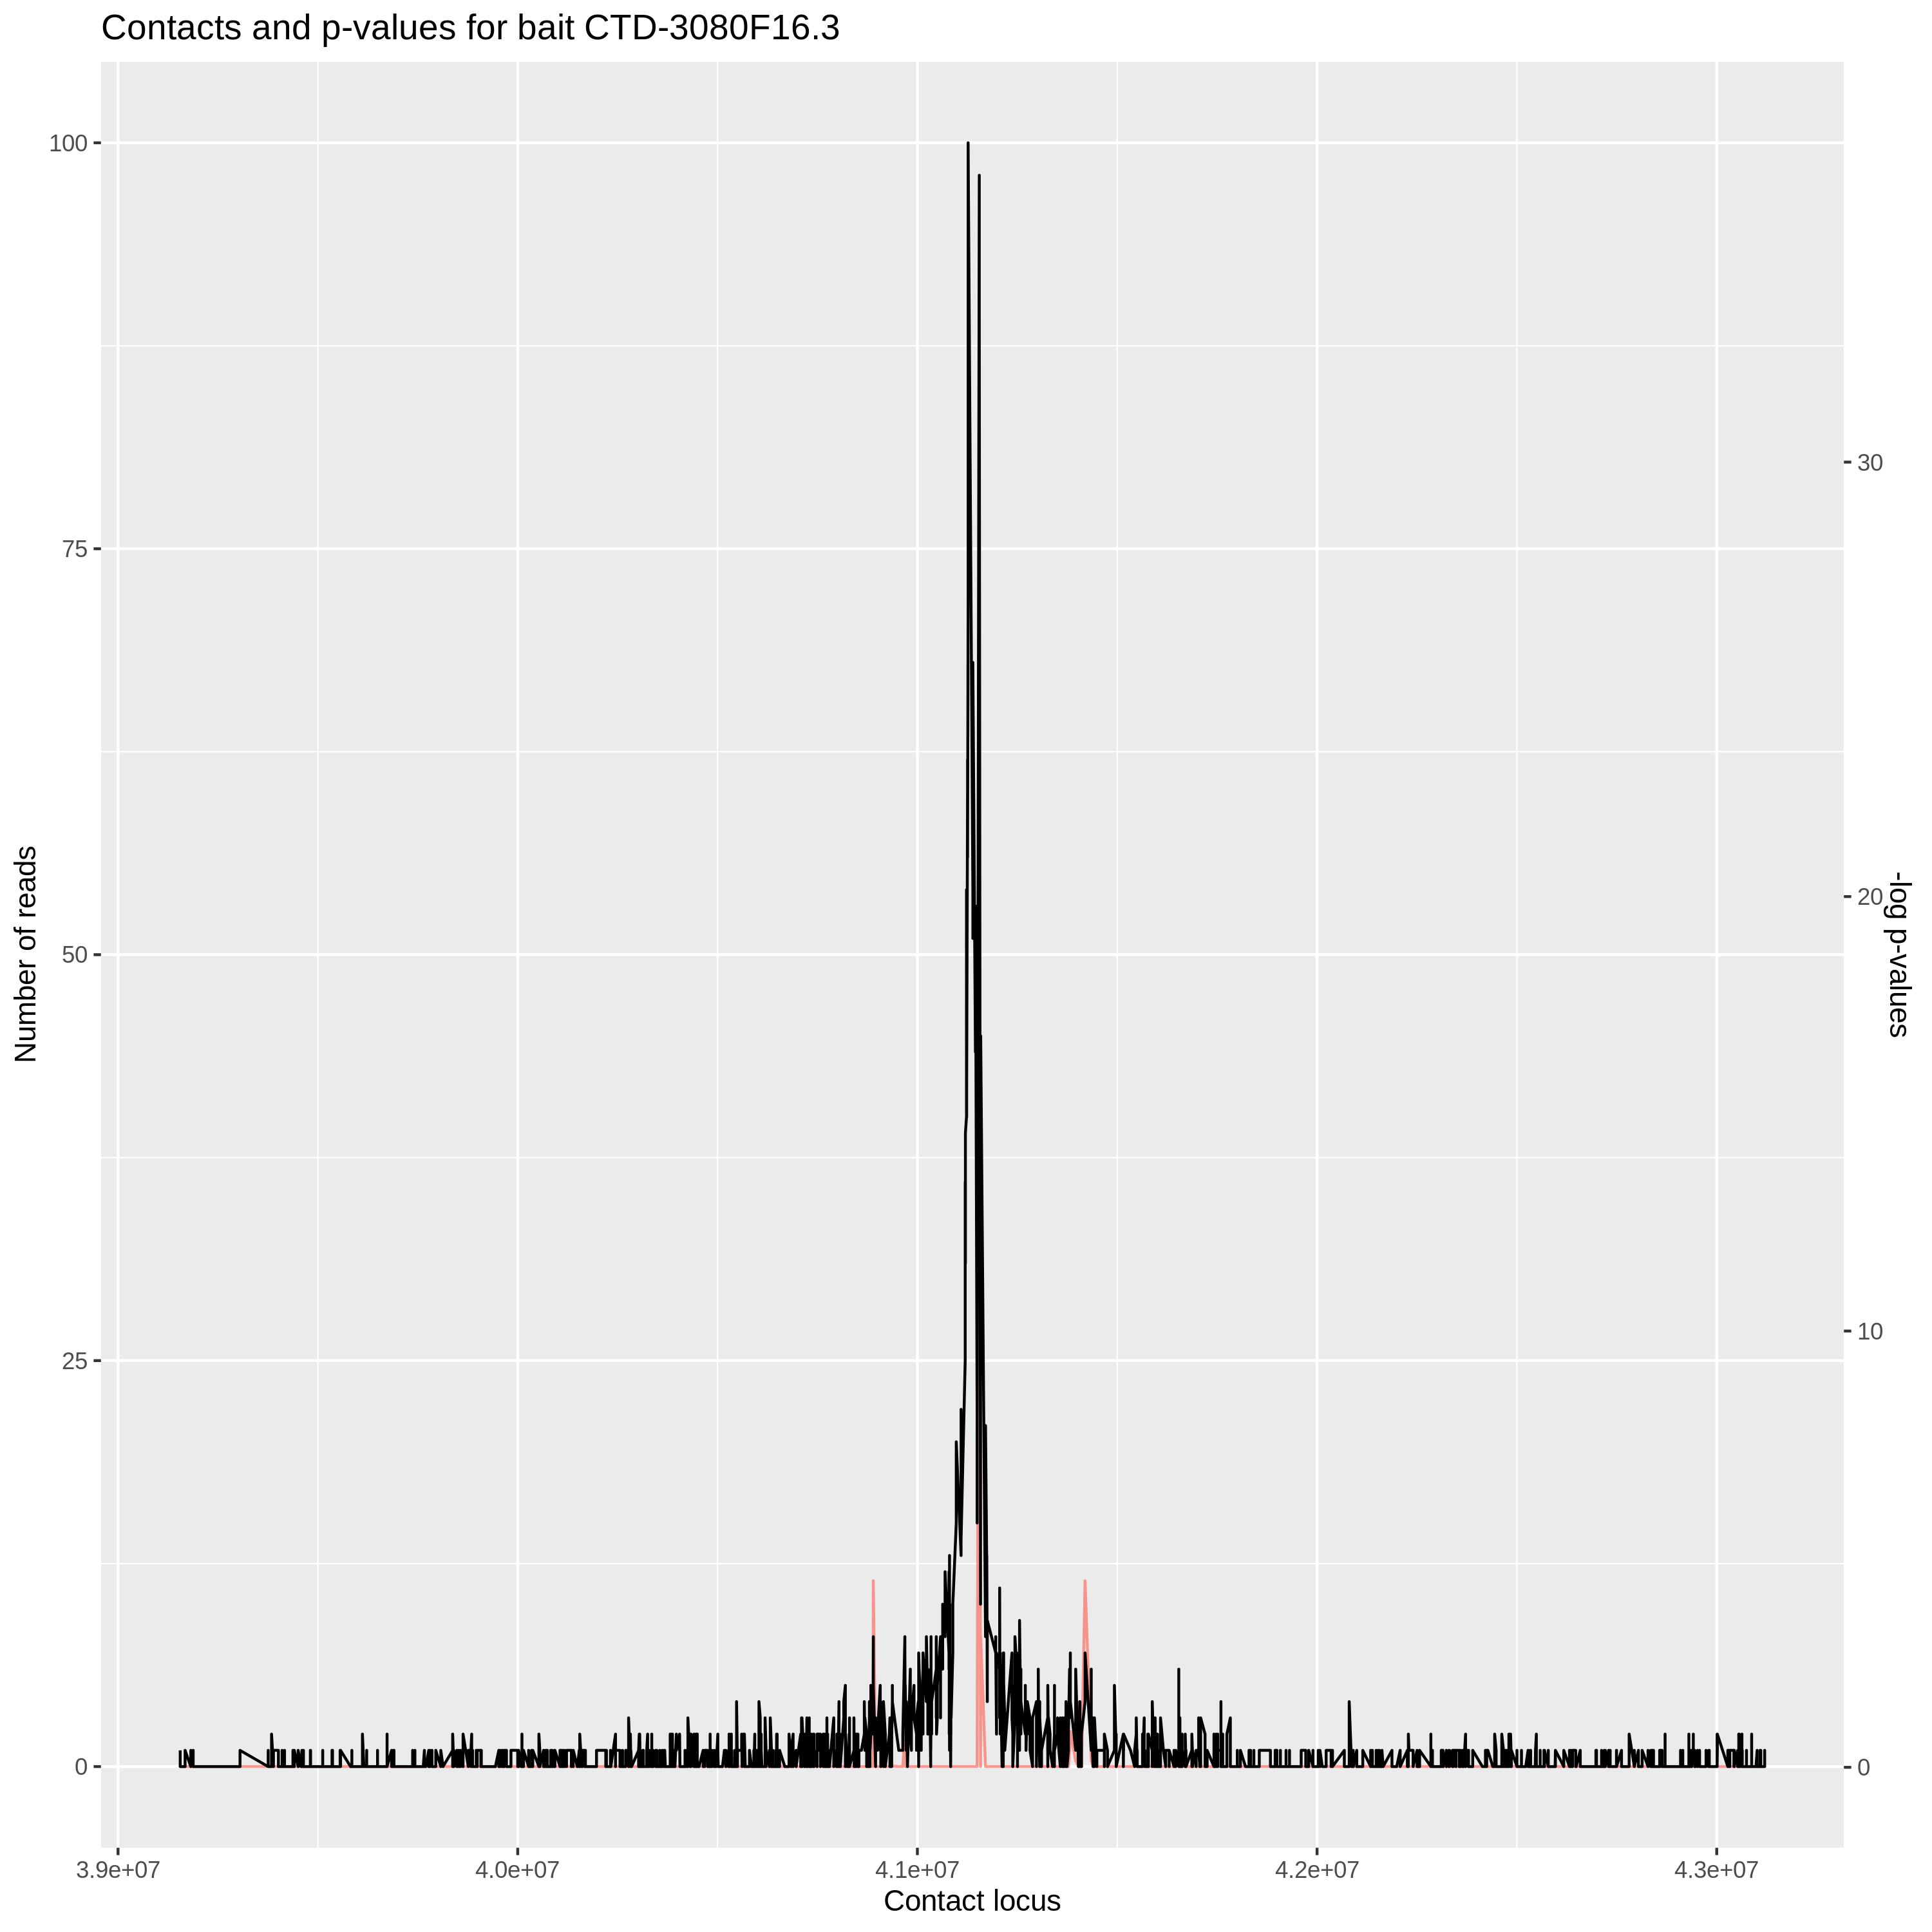 Contacts and p-values for bait CTD-3080F16.3
100
75
50
25
0
Number of reads
30
20
10
0
-log p-values
3.9e+07 4.0e+07 4.1e+07 4.2e+07 4.3e+07
Contact locus